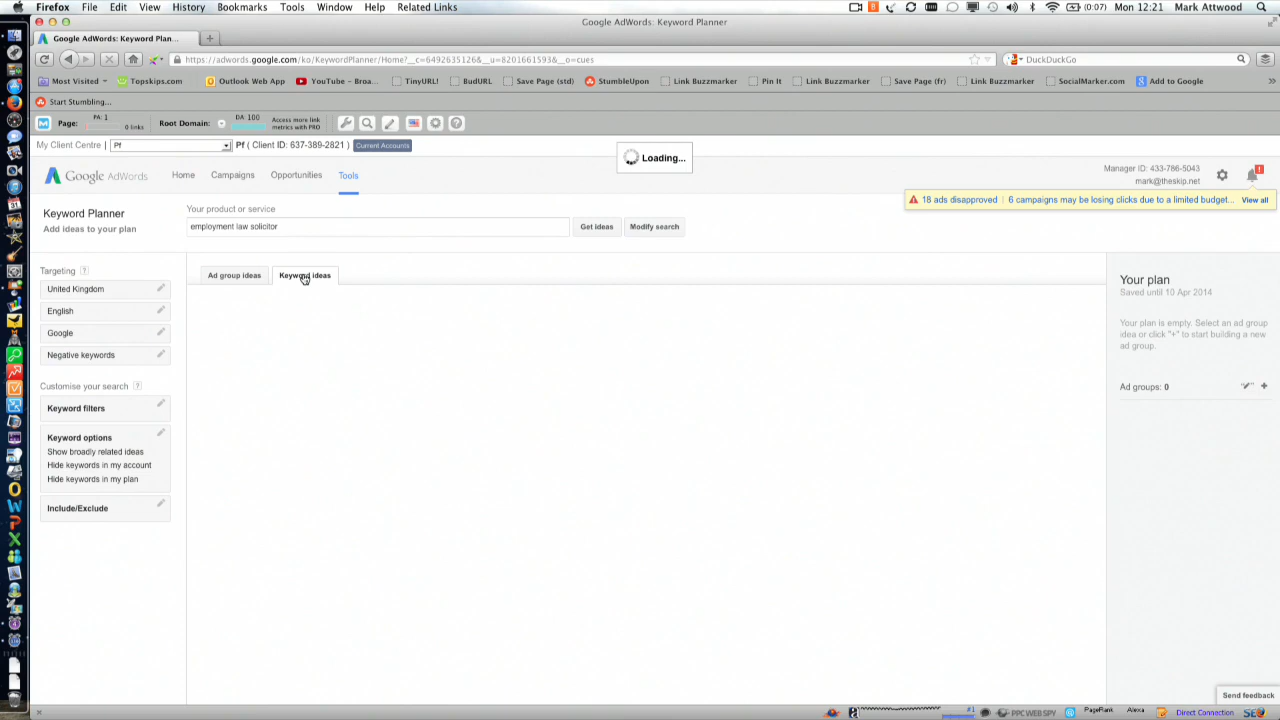 Firefox File Edit View History Bookmarks Tools Window Help Related Links (0:07) Mon 12:21 Mark Attwood
Google AdWords: Keyword Planner
Google AdWords: Keyword Plan...
https://adwords.google.com/ko/KeywordPlanner/Home?__c=6492635126&__u=8201661593&__o=cues DuckDuckGo
Most Visited Topskips.com Outlook Web App YouTube - Broa... TinyURL! BudURL Save Page (std) StumbleUpon Link Buzzmarker Pin It Link Buzzmarker Save Page (fr) Link Buzzmarker SocialMarker.com Add to Google
Start Stumbling...
Page: PA: 1 0 links Root Domain: DA: 100 Access more link metrics with PRO
My Client Centre Pf Pf ( Client ID: 637-389-2821 ) Current Accounts
Loading...
Google AdWords Home Campaigns Opportunities Tools
Manager ID: 433-786-5043
mark@theskip.net
18 ads disapproved 6 campaigns may be losing clicks due to a limited budget... View all
Keyword Planner
Add ideas to your plan
Your product or service
employment law solicitor Get ideas Modify search
Targeting ?
United Kingdom
English
Google
Negative keywords
Customise your search ?
Keyword filters
Keyword options
Show broadly related ideas
Hide keywords in my account
Hide keywords in my plan
Include/Exclude
Ad group ideas Keyword ideas
Your plan
Saved until 10 Apr 2014
Your plan is empty. Select an ad group
idea or click "+" to start building a new
ad group.
Ad groups: 0
Send feedback
#1 PPC WEB SPY PageRank Alexa Direct Connection SEO